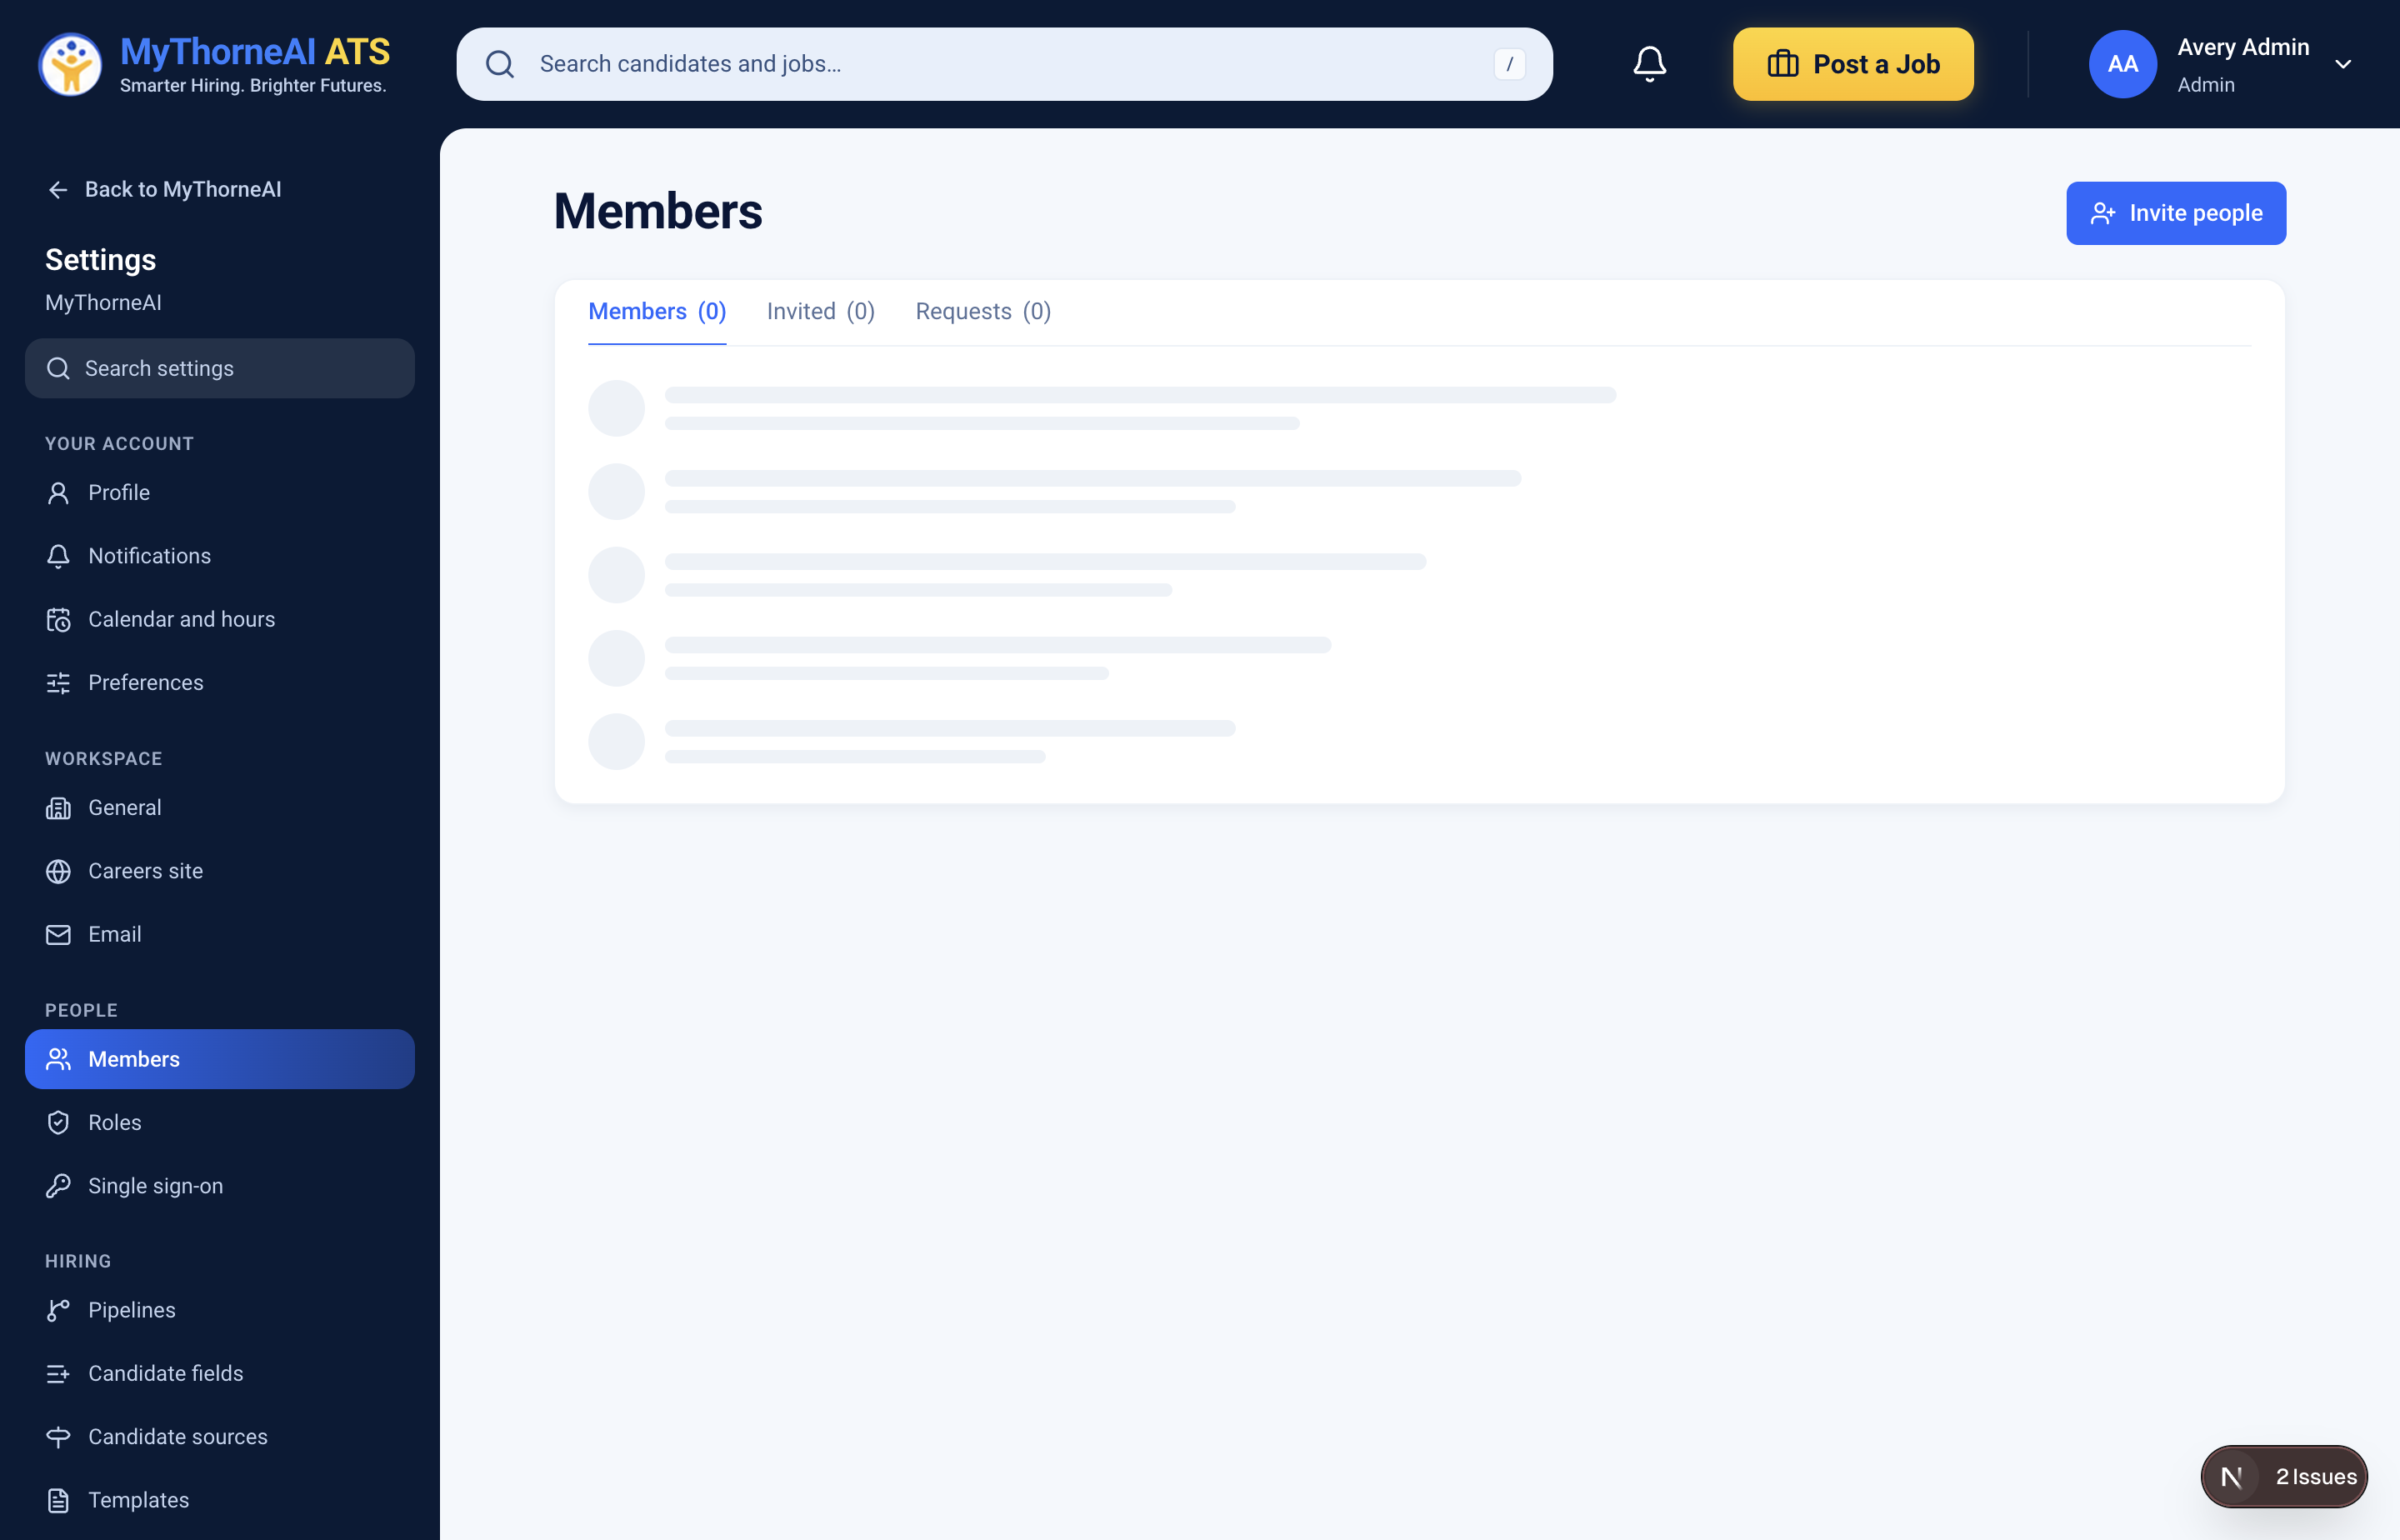 MyThorneAI ATS
Smarter Hiring. Brighter Futures.
Search candidates and jobs...
/
Post a Job
AA
Avery Admin
Admin
Back to MyThorneAI
Settings
MyThorneAI
Search settings
YOUR ACCOUNT
Profile
Notifications
Calendar and hours
Preferences
WORKSPACE
General
Careers site
Email
PEOPLE
Members
Roles
Single sign-on
HIRING
Pipelines
Candidate fields
Candidate sources
Templates
Members
Invite people
Members (0)
Invited (0)
Requests (0)
N
2 Issues